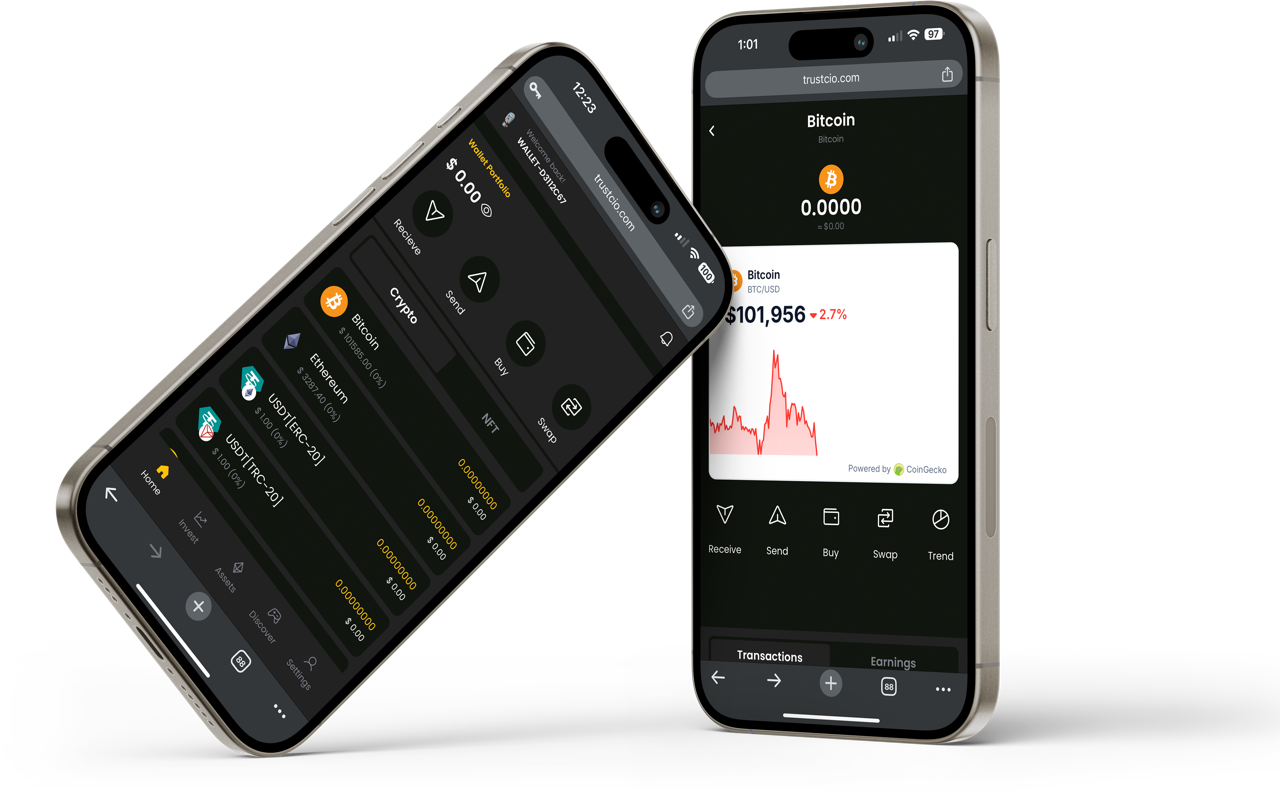 12:23
trustcio.com
100
Welcome back!
WALLET-D3112C67
Wallet Portfolio
$ 0.00
Recieve
Send
Buy
Swap
Crypto
NFT
Bitcoin
$ 101585.00 (0%)
0.00000000
$ 0.00
Ethereum
$ 3287.40 (0%)
0.00000000
$ 0.00
USDT[ERC-20]
$ 1.00 (0%)
0.00000000
$ 0.00
USDT[TRC-20]
$ 1.00 (0%)
0.00000000
$ 0.00
Home
Invest
Assets
Discover
Settings
88
1:01
97
trustcio.com
Bitcoin
Bitcoin
0.0000
≈ $0.00
Bitcoin
BTC/USD
$101,956 2.7%
Powered by CoinGecko
Receive
Send
Buy
Swap
Trend
Transactions
Earnings
88